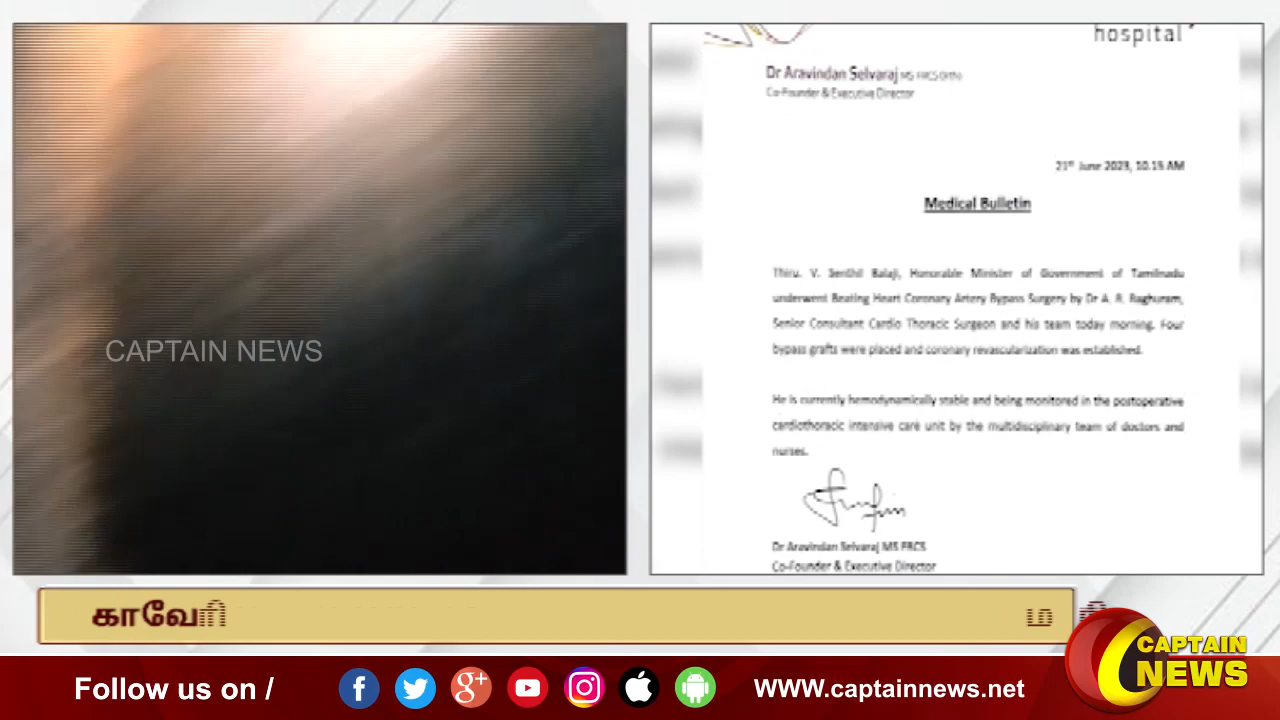 CAPTAIN NEWS
hospital
Dr Aravindan Selvaraj MS FRCS Ortho
Co-Founder & Executive Director
21st June 2023, 10.15 AM
Medical Bulletin
Thiru. V. Senthil Balaji, Honorable Minister of Government of Tamilnadu
underwent Beating Heart Coronary Artery Bypass Surgery by Dr A. R. Raghuram,
Senior Consultant Cardio Thoracic Surgeon and his team today morning. Four
bypass grafts were placed and coronary revascularization was established.
He is currently hemodynamically stable and being monitored in the postoperative
cardiothoracic intensive care unit by the multidisciplinary team of doctors and
nurses.
Dr Aravindan Selvaraj MS FRCS
Co-Founder & Executive Director
காவேரி
Follow us on /
WWW.captainnews.net
CAPTAIN
NEWS